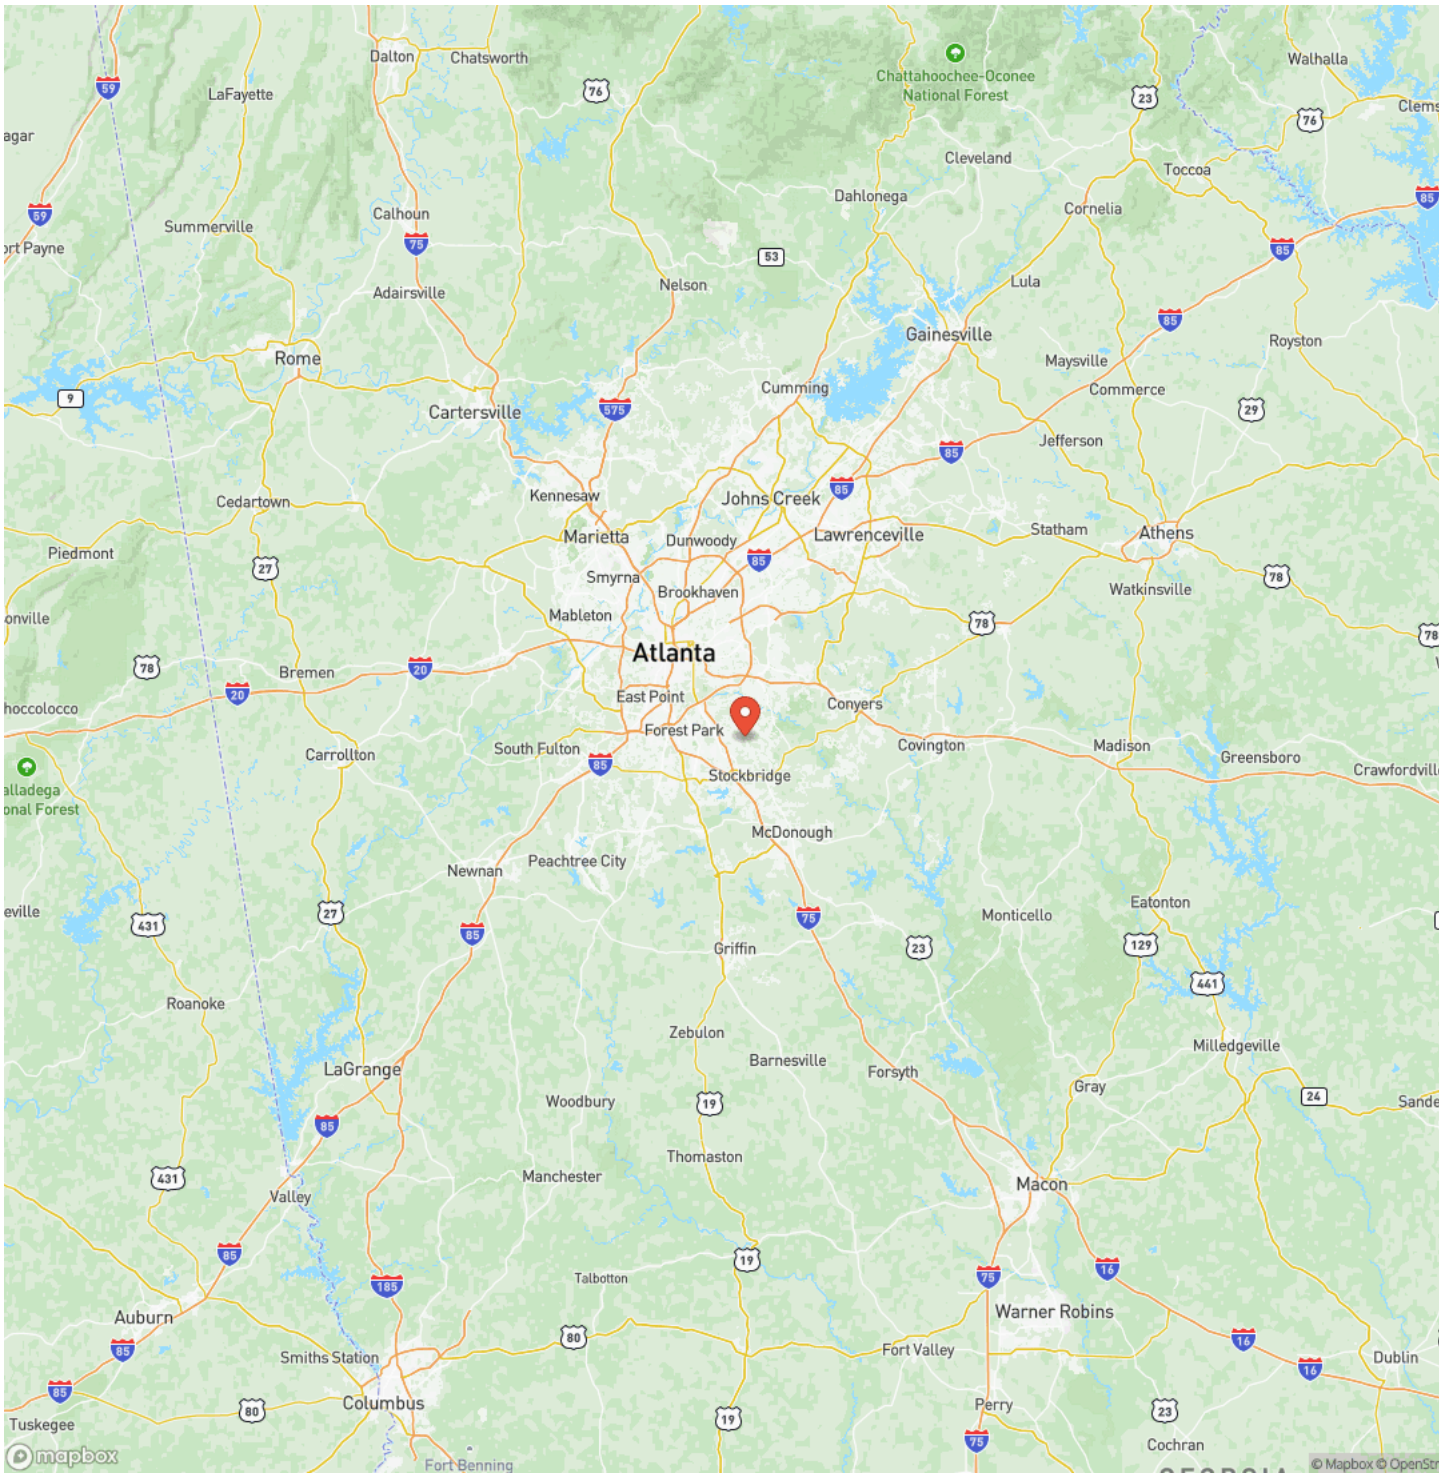 Dalton
Chatsworth
Chattahoochee-Oconee
National Forest
Walhalla
59
LaFayette
76
23
76
Clems
agar
Cleveland
Toccoa
Dahlonega
85
59
Calhoun
Cornelia
Summerville
75
ort Payne
53
85
Adairsville
Nelson
Lula
85
Gainesville
Royston
Rome
Maysville
Cumming
Commerce
9
Cartersville
575
29
Jefferson
85
Kennesaw
Johns Creek
85
Cedartown
Marietta
Dunwoody
Lawrenceville
Statham
Athens
Piedmont
85
27
Smyrna
78
Brookhaven
Watkinsville
Mableton
onville
78
78
Atlanta
78
20
Bremen
20
East Point
Conyers
hoccolocco
Forest Park
South Fulton
Covington
Madison
Carrollton
85
Greensboro
Crawfordvill
Stockbridge
alladega
onal Forest
McDonough
Peachtree City
Newnan
Eatonton
eville
27
431
75
Monticello
85
Griffin
23
129
441
Roanoke
Zebulon
Milledgeville
Barnesville
LaGrange
Forsyth
Gray
Woodbury
19
24
Sande
85
Thomaston
431
Manchester
Macon
Valley
85
19
16
75
185
Talbotton
Auburn
Warner Robins
80
16
85
Smiths Station
Fort Valley
Dublin
16
85
Columbus
Perry
80
19
23
Tuskegee
75
Cochran
mapbox
Fort Benning
GEORGIA
© Mapbox © OpenStr